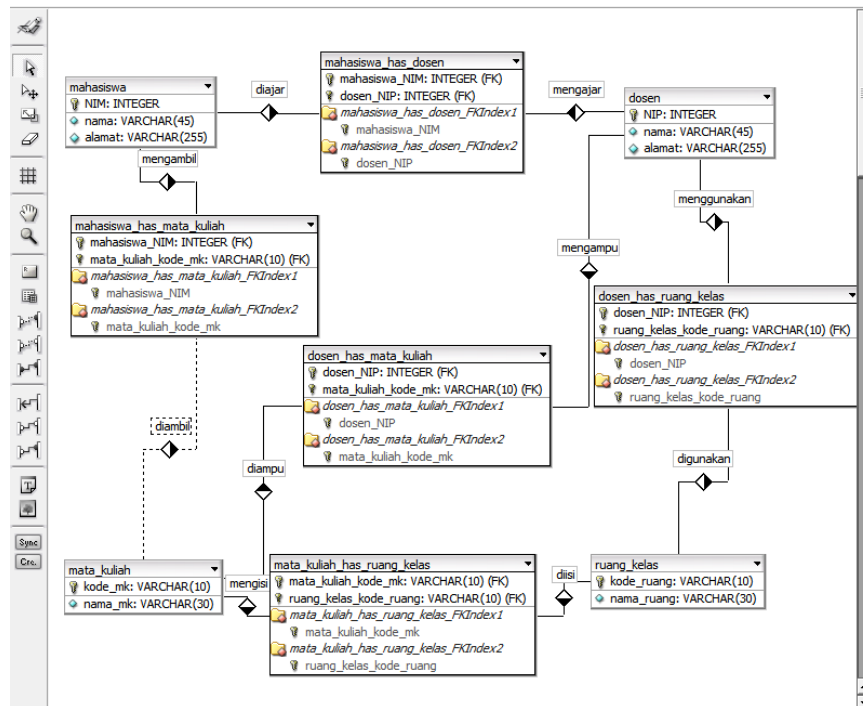 mahasiswa_has_dosen
mahasiswa_NIM: INTEGER (FK)
dosen_NIP: INTEGER (FK)
mahasiswa_has_dosen_FKIndex1
mahasiswa_NIM
mahasiswa_has_dosen_FKIndex2
dosen_NIP
mahasiswa
NIM: INTEGER
nama: VARCHAR(45)
alamat: VARCHAR(255)
diajar
mengajar
dosen
NIP: INTEGER
nama: VARCHAR(45)
alamat: VARCHAR(255)
mengambil
menggunakan
mahasiswa_has_mata_kuliah
mahasiswa_NIM: INTEGER (FK)
mata_kuliah_kode_mk: VARCHAR(10) (FK)
mahasiswa_has_mata_kuliah_FKIndex1
mahasiswa_NIM
mahasiswa_has_mata_kuliah_FKIndex2
mata_kuliah_kode_mk
mengampu
dosen_has_ruang_kelas
dosen_NIP: INTEGER (FK)
ruang_kelas_kode_ruang: VARCHAR(10) (FK)
dosen_has_ruang_kelas_FKIndex1
dosen_NIP
dosen_has_ruang_kelas_FKIndex2
ruang_kelas_kode_ruang
dosen_has_mata_kuliah
dosen_NIP: INTEGER (FK)
mata_kuliah_kode_mk: VARCHAR(10) (FK)
dosen_has_mata_kuliah_FKIndex1
dosen_NIP
dosen_has_mata_kuliah_FKIndex2
mata_kuliah_kode_mk
diambil
diampu
digunakan
Sync
Cre.
mata_kuliah
kode_mk: VARCHAR(10)
nama_mk: VARCHAR(30)
mengisi
mata_kuliah_has_ruang_kelas
mata_kuliah_kode_mk: VARCHAR(10) (FK)
ruang_kelas_kode_ruang: VARCHAR(10) (FK)
mata_kuliah_has_ruang_kelas_FKIndex1
mata_kuliah_kode_mk
mata_kuliah_has_ruang_kelas_FKIndex2
ruang_kelas_kode_ruang
diisi
ruang_kelas
kode_ruang: VARCHAR(10)
nama_ruang: VARCHAR(30)